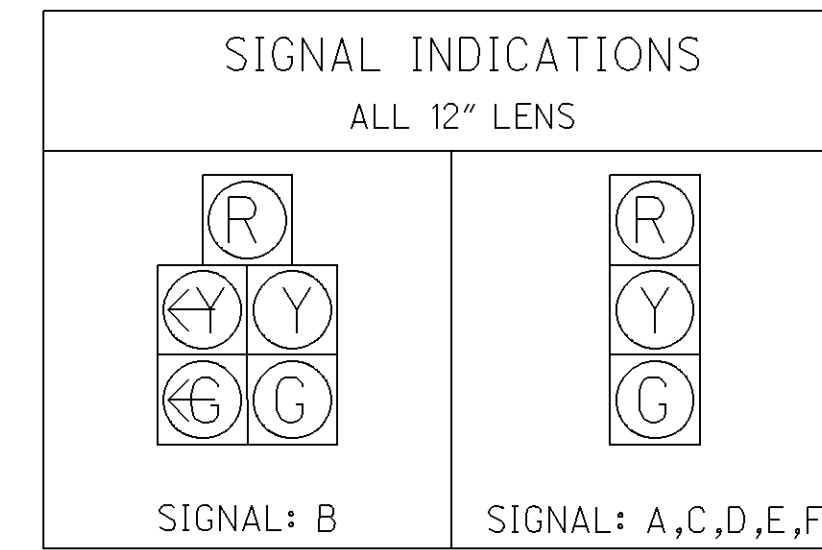 SIGNAL INDICATIONS
ALL 12" LENS
R
Y Y
G G
SIGNAL: B
R
Y
G
SIGNAL: A,C,D,E,F